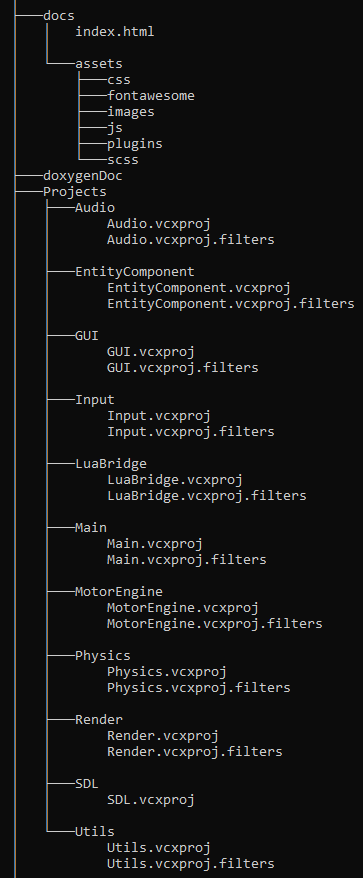 docs
index.html
assets
css
fontawesome
images
js
plugins
scss
doxygenDoc
Projects
Audio
Audio.vcxproj
Audio.vcxproj.filters
EntityComponent
EntityComponent.vcxproj
EntityComponent.vcxproj.filters
GUI
GUI.vcxproj
GUI.vcxproj.filters
Input
Input.vcxproj
Input.vcxproj.filters
LuaBridge
LuaBridge.vcxproj
LuaBridge.vcxproj.filters
Main
Main.vcxproj
Main.vcxproj.filters
MotorEngine
MotorEngine.vcxproj
MotorEngine.vcxproj.filters
Physics
Physics.vcxproj
Physics.vcxproj.filters
Render
Render.vcxproj
Render.vcxproj.filters
SDL
SDL.vcxproj
Utils
Utils.vcxproj
Utils.vcxproj.filters